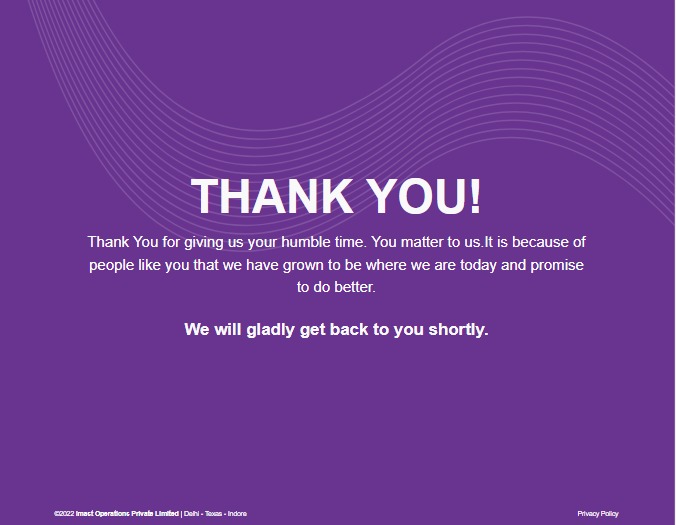 THANK YOU!
Thank You for giving us your humble time. You matter to us.It is because of
people like you that we have grown to be where we are today and promise
to do better.
We will gladly get back to you shortly.
©2022 Imact Operations Private Limited | Delhi - Texas - Indore
Privacy Policy